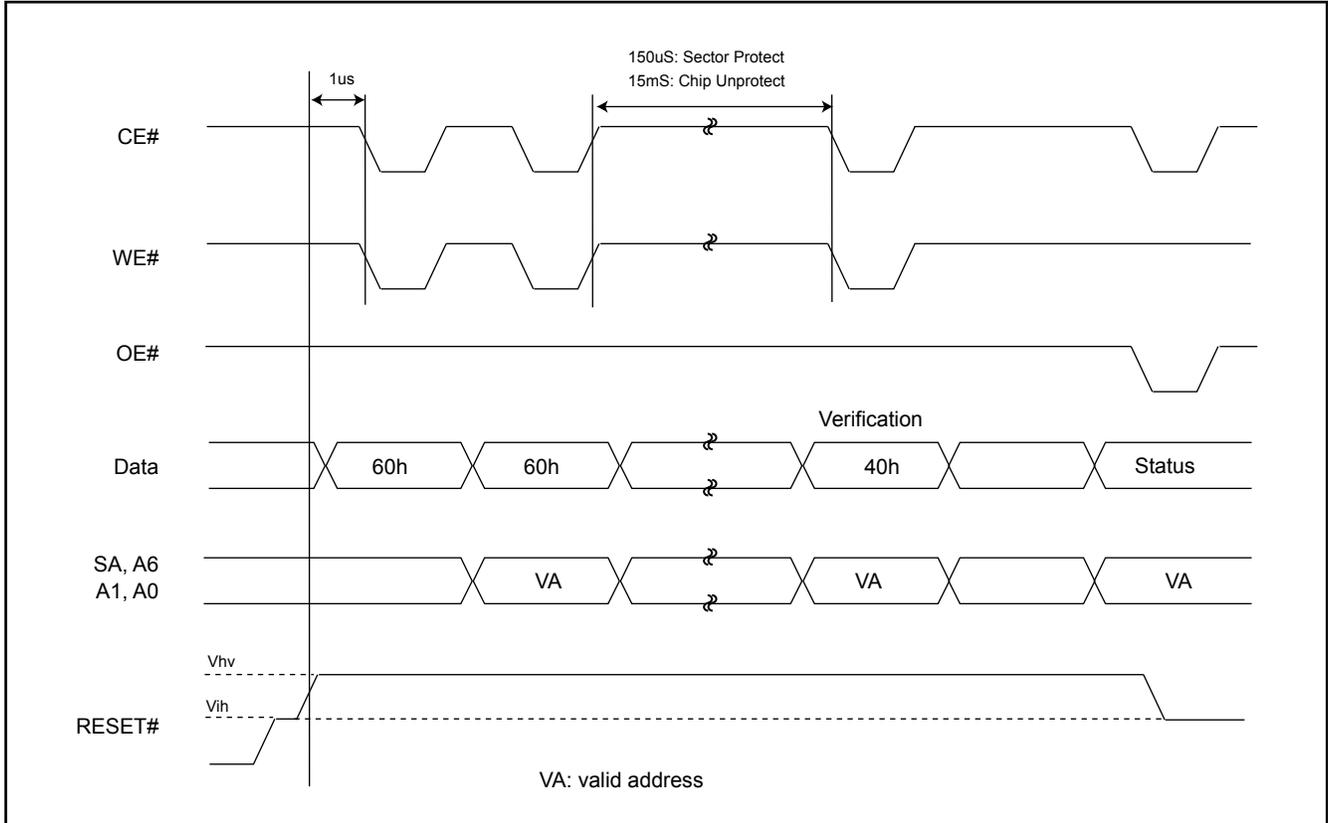 150uS: Sector Protect
15mS: Chip Unprotect
1us
CE#
WE#
OE#
Verification
Data
60h
60h
40h
Status
SA, A6
A1, A0
VA
VA
VA
Vhv
Vih
RESET#
VA: valid address